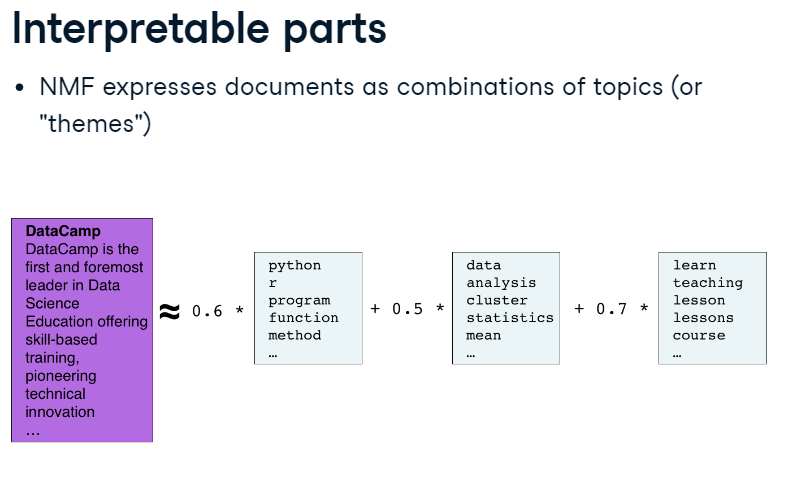 Interpretable parts
• NMF expresses documents as combinations of topics (or
"themes")
DataCamp
DataCamp is the
first and foremost
leader in Data
Science
Education offering
skill-based
training,
pioneering
technical
innovation
...
≈ 0.6 *
python
r
program
function
method
...
+ 0.5 *
data
analysis
cluster
statistics
mean
...
+ 0.7 *
learn
teaching
lesson
lessons
course
...